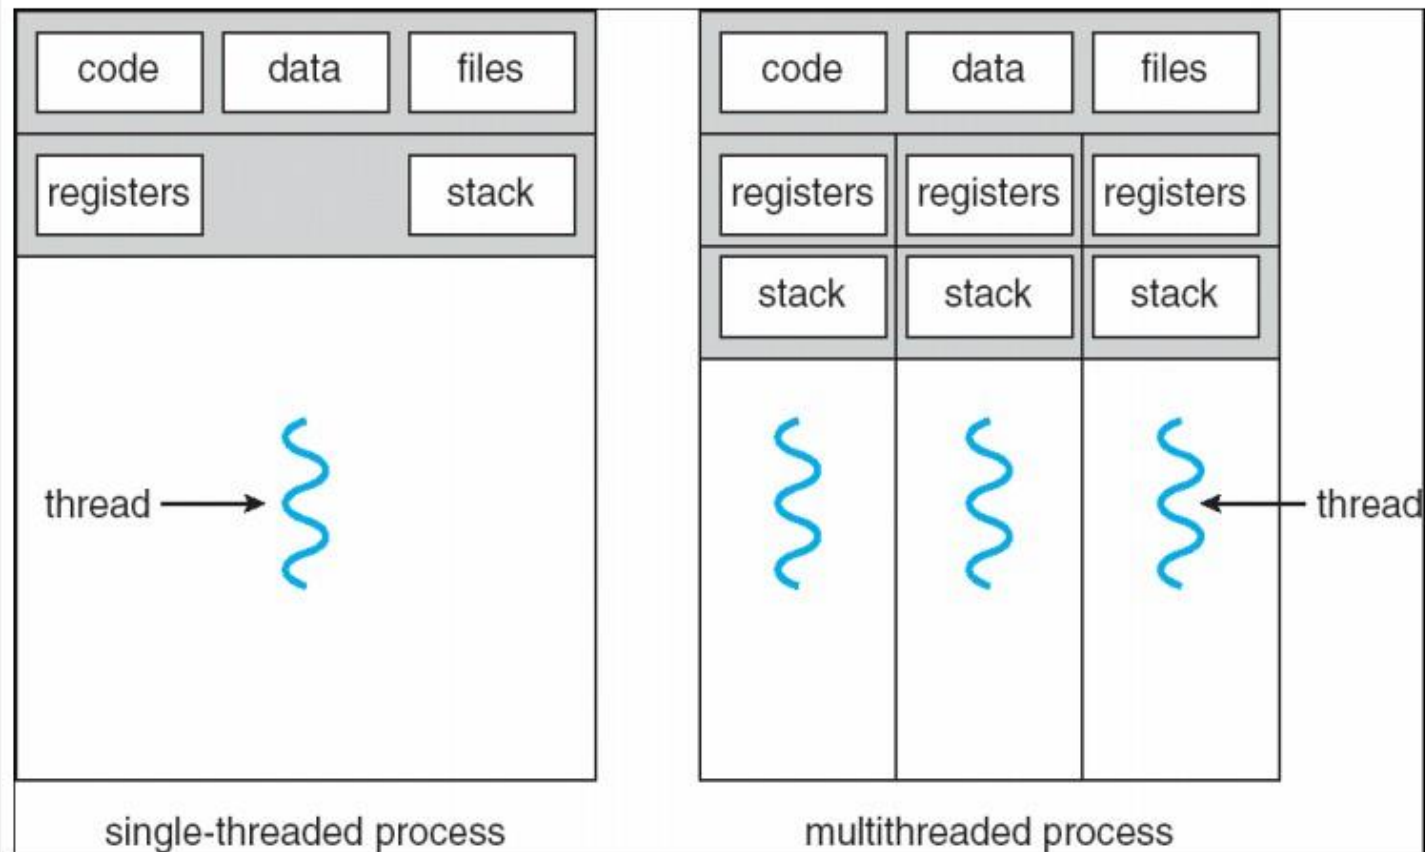 code data files
registers stack
thread
single-threaded process
code data files
registers registers registers
stack stack stack
thread
multithreaded process